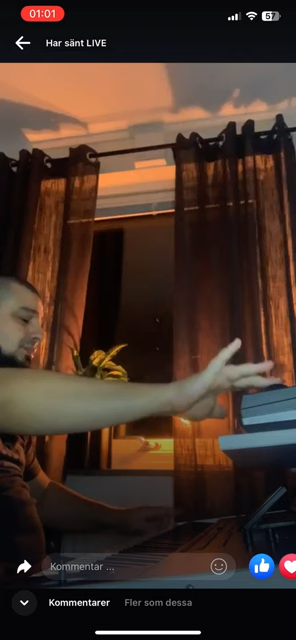 01:01
57
Har sänt LIVE
Kommentar ...
Kommentarer
Fler som dessa